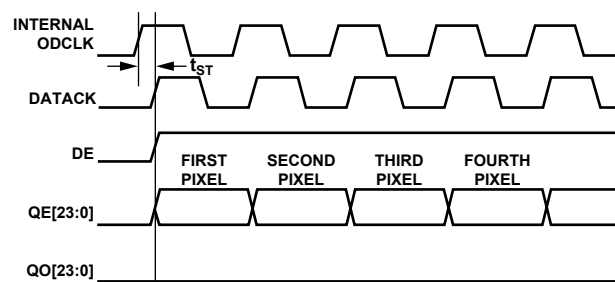 INTERNAL
ODCLK
tST
DATACK
DE
FIRST
PIXEL
SECOND
PIXEL
THIRD
PIXEL
FOURTH
PIXEL
QE[23:0]
QO[23:0]